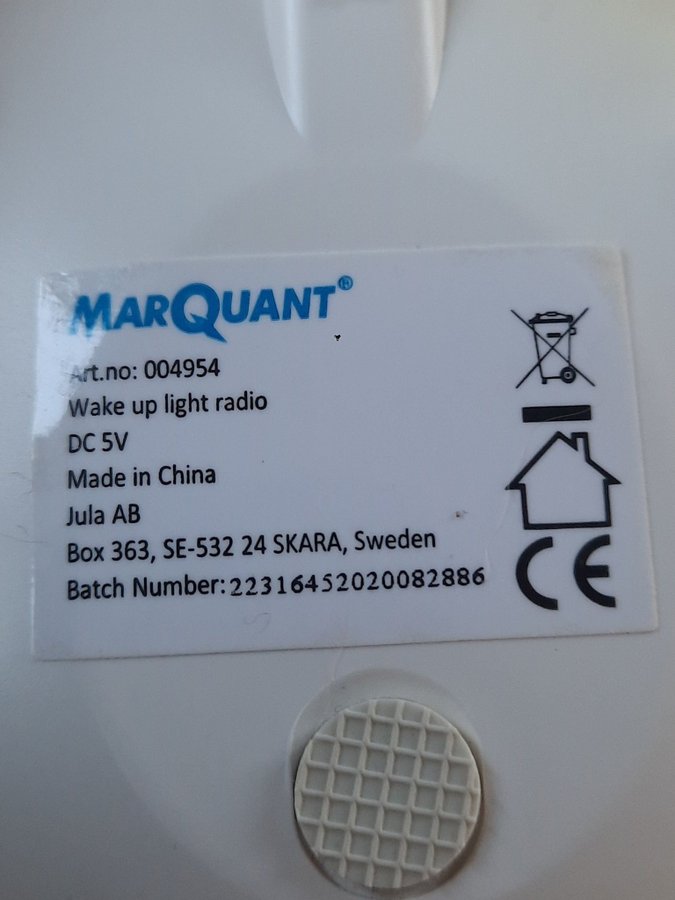 MARQUANT®
Art.no: 004954
Wake up light radio
DC 5V
Made in China
Jula AB
Box 363, SE-532 24 SKARA, Sweden
Batch Number:22316452020082886
CE